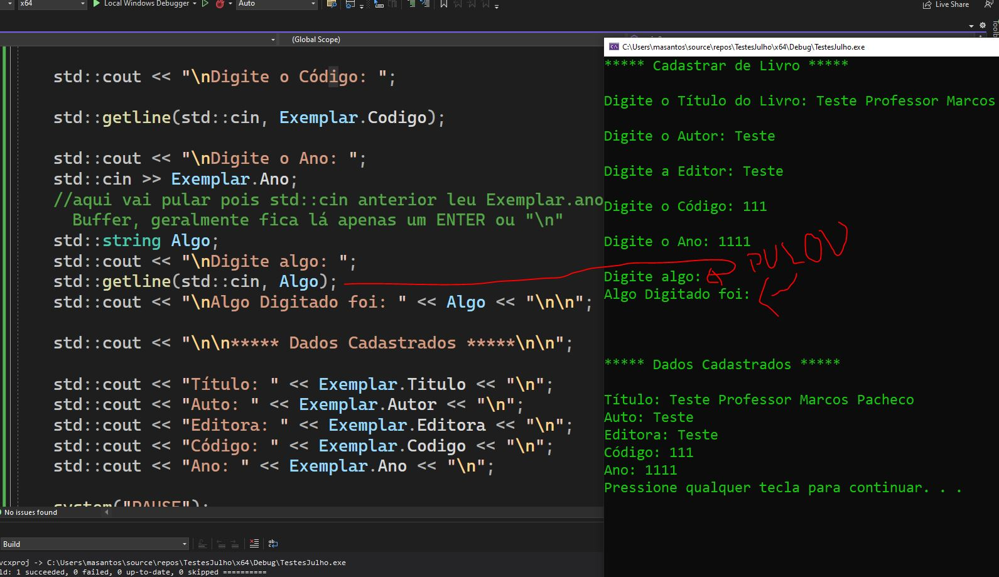 x64
Local Windows Debugger
Auto
Live Share
(Global Scope)
std::cout << "\nDigite o Código: ";
std::getline(std::cin, Exemplar.Codigo);
std::cout << "\nDigite o Ano: ";
std::cin >> Exemplar.Ano;
//aqui vai pular pois std::cin anterior leu Exemplar.ano
Buffer, geralmente fica lá apenas um ENTER ou "\n"
std::string Algo;
std::cout << "\nDigite algo: ";
std::getline(std::cin, Algo);
std::cout << "\nAlgo Digitado foi: " << Algo << "\n\n";
std::cout << "\n\n***** Dados Cadastrados *****\n\n";
std::cout << "Título: " << Exemplar.Titulo << "\n";
std::cout << "Auto: " << Exemplar.Autor << "\n";
std::cout << "Editora: " << Exemplar.Editora << "\n";
std::cout << "Código: " << Exemplar.Codigo << "\n";
std::cout << "Ano: " << Exemplar.Ano << "\n";
system("PAUSE");
No issues found
Build
vcxproj -> C:\Users\masantos\source\repos\TestesJulho\x64\Debug\TestesJulho.exe
ld: 1 succeeded, 0 failed, 0 up-to-date, 0 skipped ==========
C:\Users\masantos\source\repos\TestesJulho\x64\Debug\TestesJulho.exe
***** Cadastrar de Livro *****
Digite o Título do Livro: Teste Professor Marcos
Digite o Autor: Teste
Digite a Editor: Teste
Digite o Código: 111
Digite o Ano: 1111
PULOU
Digite algo:
Algo Digitado foi:
***** Dados Cadastrados *****
Título: Teste Professor Marcos Pacheco
Auto: Teste
Editora: Teste
Código: 111
Ano: 1111
Pressione qualquer tecla para continuar. . .